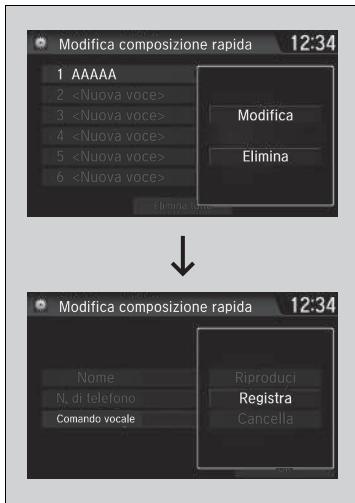 Modifica composizione rapida 12:34
1 AAAAA
2 <Nuova voce>
3 <Nuova voce>
4 <Nuova voce>
5 <Nuova voce>
6 <Nuova voce>
Modifica
Elimina
Elimina tutto
↓
Modifica composizione rapida 12:34
Nome
N. di telefono
Comando vocale
Riproduci
Registra
Cancella